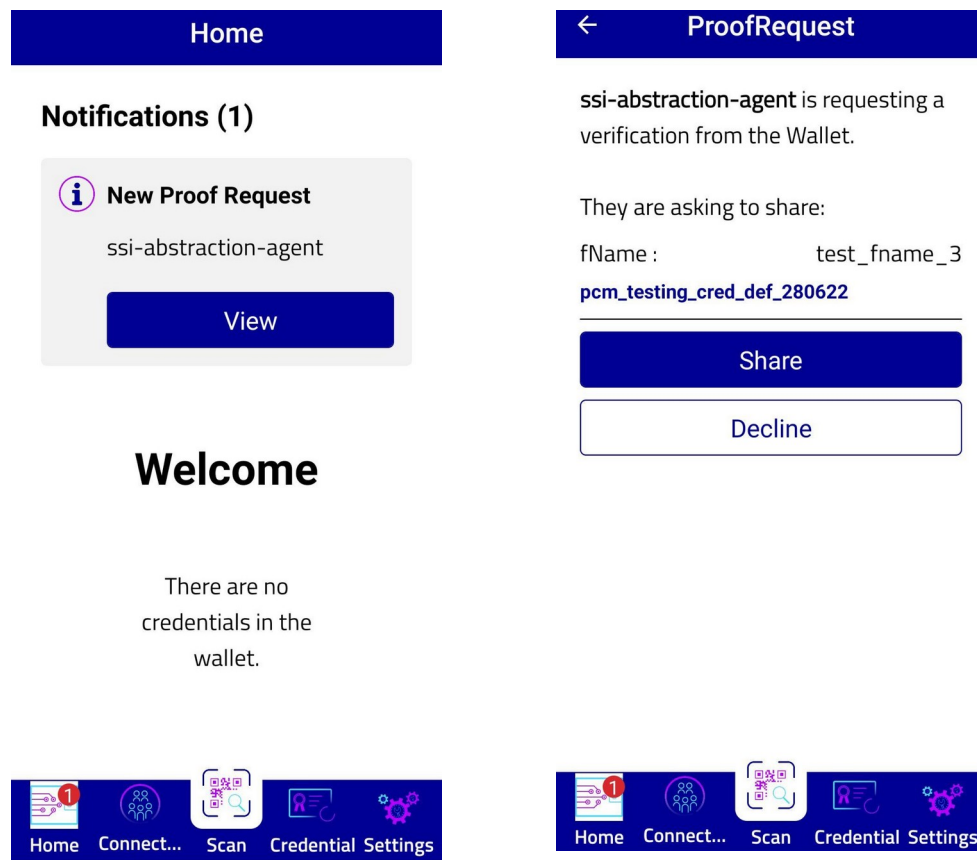 Home
Notifications (1)
i
New Proof Request
ssi-abstraction-agent
View
Welcome
There are no
credentials in the
wallet.
1
Home Connect... Scan Credential Settings
ProofRequest
ssi-abstraction-agent is requesting a
verification from the Wallet.
They are asking to share:
fName : test_fname_3
pcm_testing_cred_def_280622
Share
Decline
1
Home Connect... Scan Credential Settings